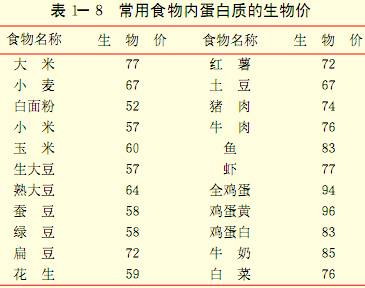 表 1—8 常用食物内蛋白质的生物价
食物名称 生 物 价 食物名称 生 物 价
大 米 77 红 薯 72
小 麦 67 土 豆 67
白面粉 52 猪 肉 74
小 米 57 牛 肉 76
玉 米 60 鱼 83
生大豆 57 虾 77
熟大豆 64 全鸡蛋 94
蚕 豆 58 鸡蛋黄 96
绿 豆 58 鸡蛋白 83
扁 豆 72 牛 奶 85
花 生 59 白 菜 76